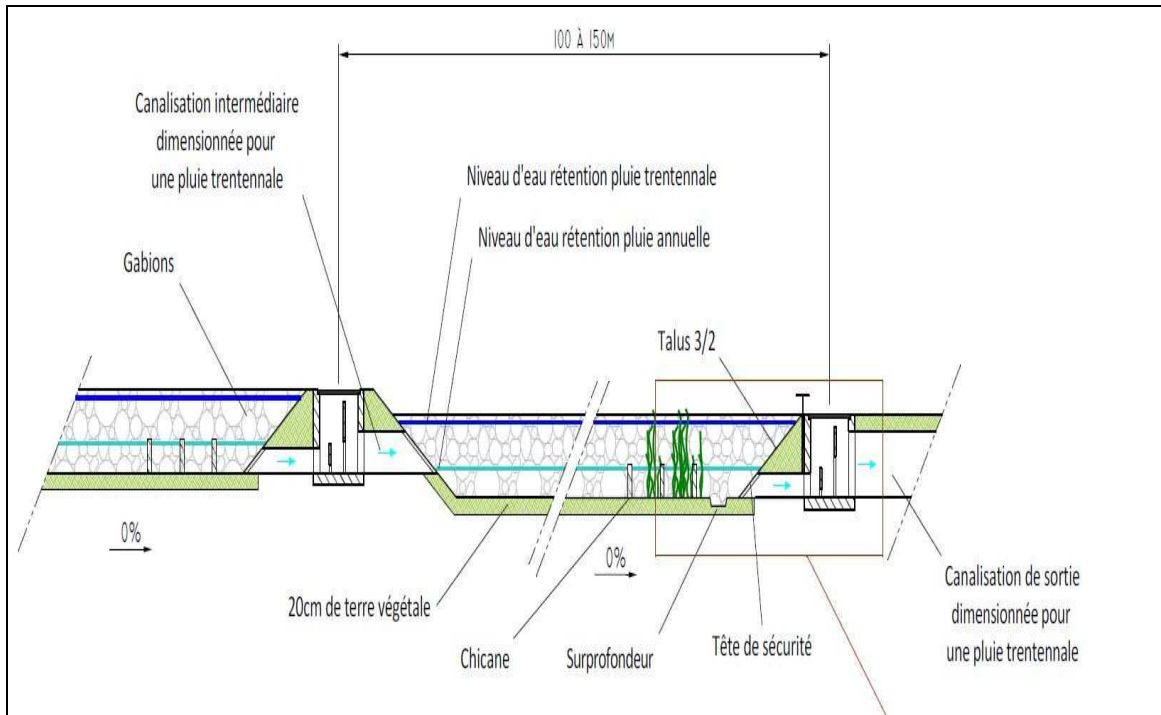 100 À 150M
Canalisation intermédiaire
dimensionnée pour
une pluie trentennale
Niveau d'eau rétention pluie trentennale
Niveau d'eau rétention pluie annuelle
Gabions
Talus 3/2
0%
0%
20cm de terre végétale
Chicane
Surprofondeur
Tête de sécurité
Canalisation de sortie
dimensionnée pour
une pluie trentennale